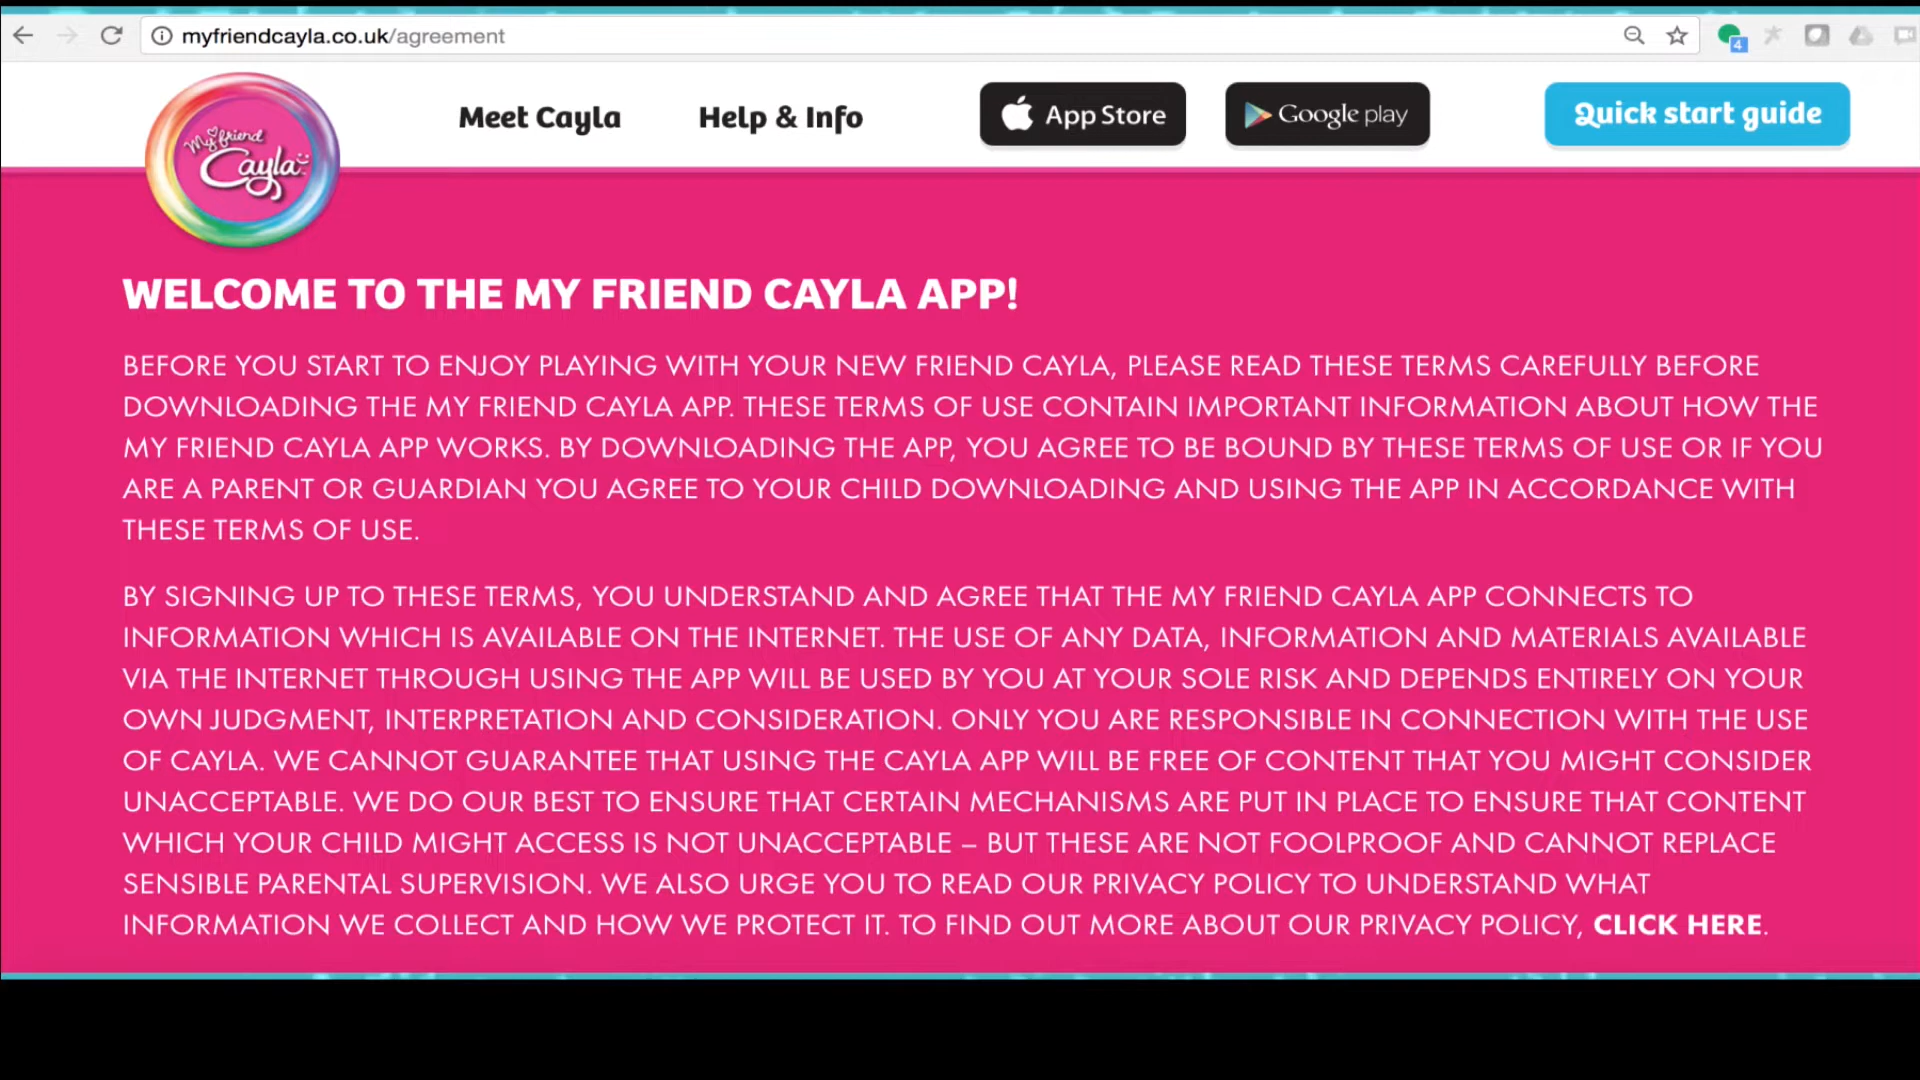 myfriendcayla.co.uk/agreement
4
My friend
Cayla
Meet Cayla
Help & Info
App Store
Google play
Quick start guide
WELCOME TO THE MY FRIEND CAYLA APP!
BEFORE YOU START TO ENJOY PLAYING WITH YOUR NEW FRIEND CAYLA, PLEASE READ THESE TERMS CAREFULLY BEFORE
DOWNLOADING THE MY FRIEND CAYLA APP. THESE TERMS OF USE CONTAIN IMPORTANT INFORMATION ABOUT HOW THE
MY FRIEND CAYLA APP WORKS. BY DOWNLOADING THE APP, YOU AGREE TO BE BOUND BY THESE TERMS OF USE OR IF YOU
ARE A PARENT OR GUARDIAN YOU AGREE TO YOUR CHILD DOWNLOADING AND USING THE APP IN ACCORDANCE WITH
THESE TERMS OF USE.
BY SIGNING UP TO THESE TERMS, YOU UNDERSTAND AND AGREE THAT THE MY FRIEND CAYLA APP CONNECTS TO
INFORMATION WHICH IS AVAILABLE ON THE INTERNET. THE USE OF ANY DATA, INFORMATION AND MATERIALS AVAILABLE
VIA THE INTERNET THROUGH USING THE APP WILL BE USED BY YOU AT YOUR SOLE RISK AND DEPENDS ENTIRELY ON YOUR
OWN JUDGMENT, INTERPRETATION AND CONSIDERATION. ONLY YOU ARE RESPONSIBLE IN CONNECTION WITH THE USE
OF CAYLA. WE CANNOT GUARANTEE THAT USING THE CAYLA APP WILL BE FREE OF CONTENT THAT YOU MIGHT CONSIDER
UNACCEPTABLE. WE DO OUR BEST TO ENSURE THAT CERTAIN MECHANISMS ARE PUT IN PLACE TO ENSURE THAT CONTENT
WHICH YOUR CHILD MIGHT ACCESS IS NOT UNACCEPTABLE – BUT THESE ARE NOT FOOLPROOF AND CANNOT REPLACE
SENSIBLE PARENTAL SUPERVISION. WE ALSO URGE YOU TO READ OUR PRIVACY POLICY TO UNDERSTAND WHAT
INFORMATION WE COLLECT AND HOW WE PROTECT IT. TO FIND OUT MORE ABOUT OUR PRIVACY POLICY, CLICK HERE.